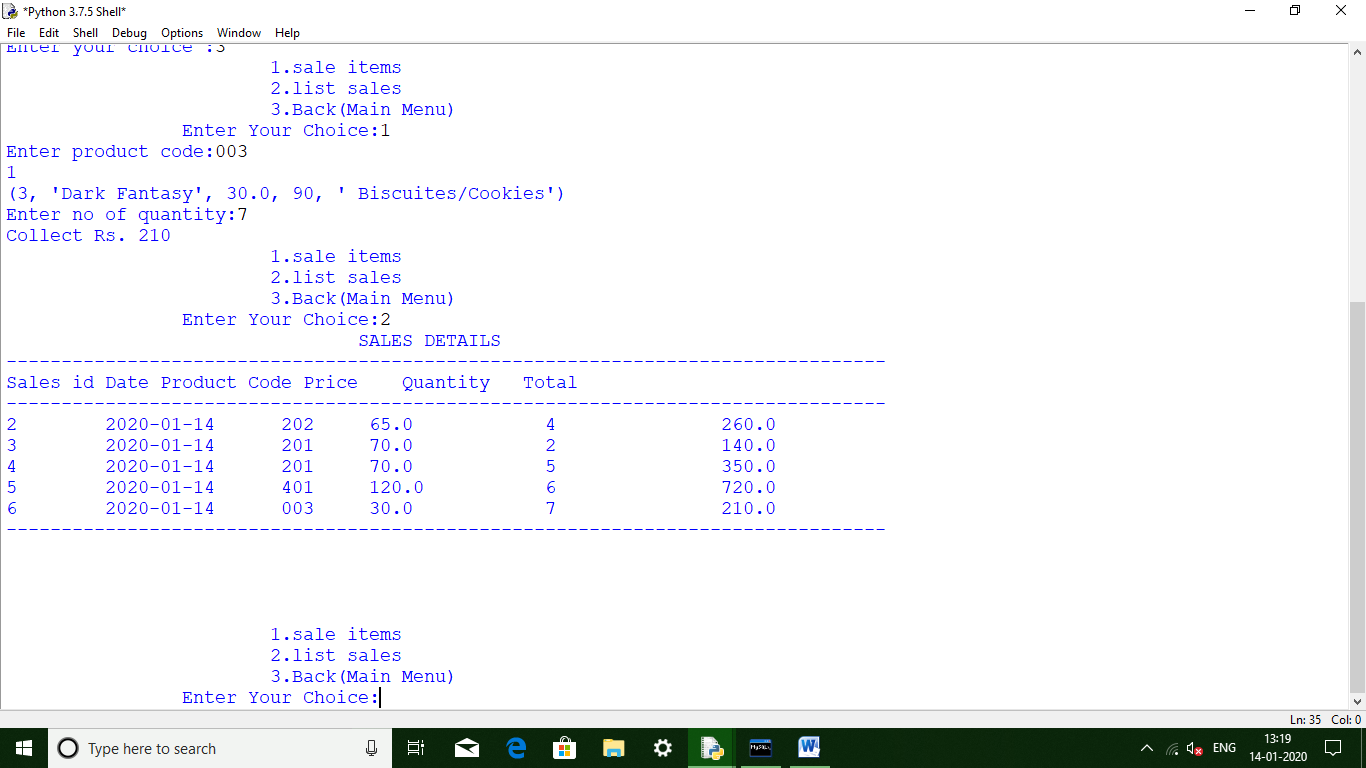 *Python 3.7.5 Shell*
File Edit Shell Debug Options Window Help
Enter your choice :3
1.sale items
2.list sales
3.Back(Main Menu)
Enter Your Choice:1
Enter product code:003
1
(3, 'Dark Fantasy', 30.0, 90, ' Biscuites/Cookies')
Enter no of quantity:7
Collect Rs. 210
1.sale items
2.list sales
3.Back(Main Menu)
Enter Your Choice:2
SALES DETAILS
--------------------------------------------------------------------------------
Sales id Date Product Code Price    Quantity   Total
--------------------------------------------------------------------------------
2 2020-01-14 202 65.0 4 260.0
3 2020-01-14 201 70.0 2 140.0
4 2020-01-14 201 70.0 5 350.0
5 2020-01-14 401 120.0 6 720.0
6 2020-01-14 003 30.0 7 210.0
--------------------------------------------------------------------------------
1.sale items
2.list sales
3.Back(Main Menu)
Enter Your Choice:
Ln: 35 Col: 0
Type here to search
MySQL
W
ENG
13:19
14-01-2020